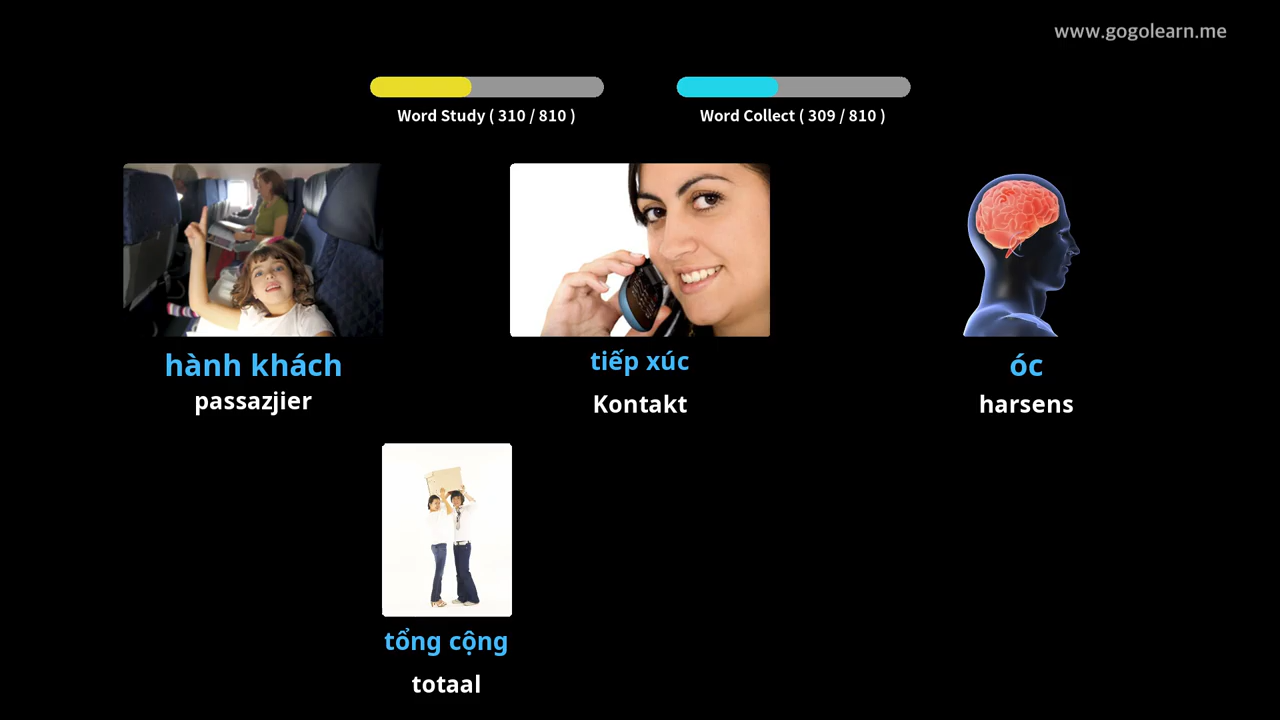 www.gogolearn.me
Word Study ( 310 / 810 )
Word Collect ( 309 / 810 )
hành khách
passazjier
tiếp xúc
Kontakt
óc
harsens
tổng cộng
totaal